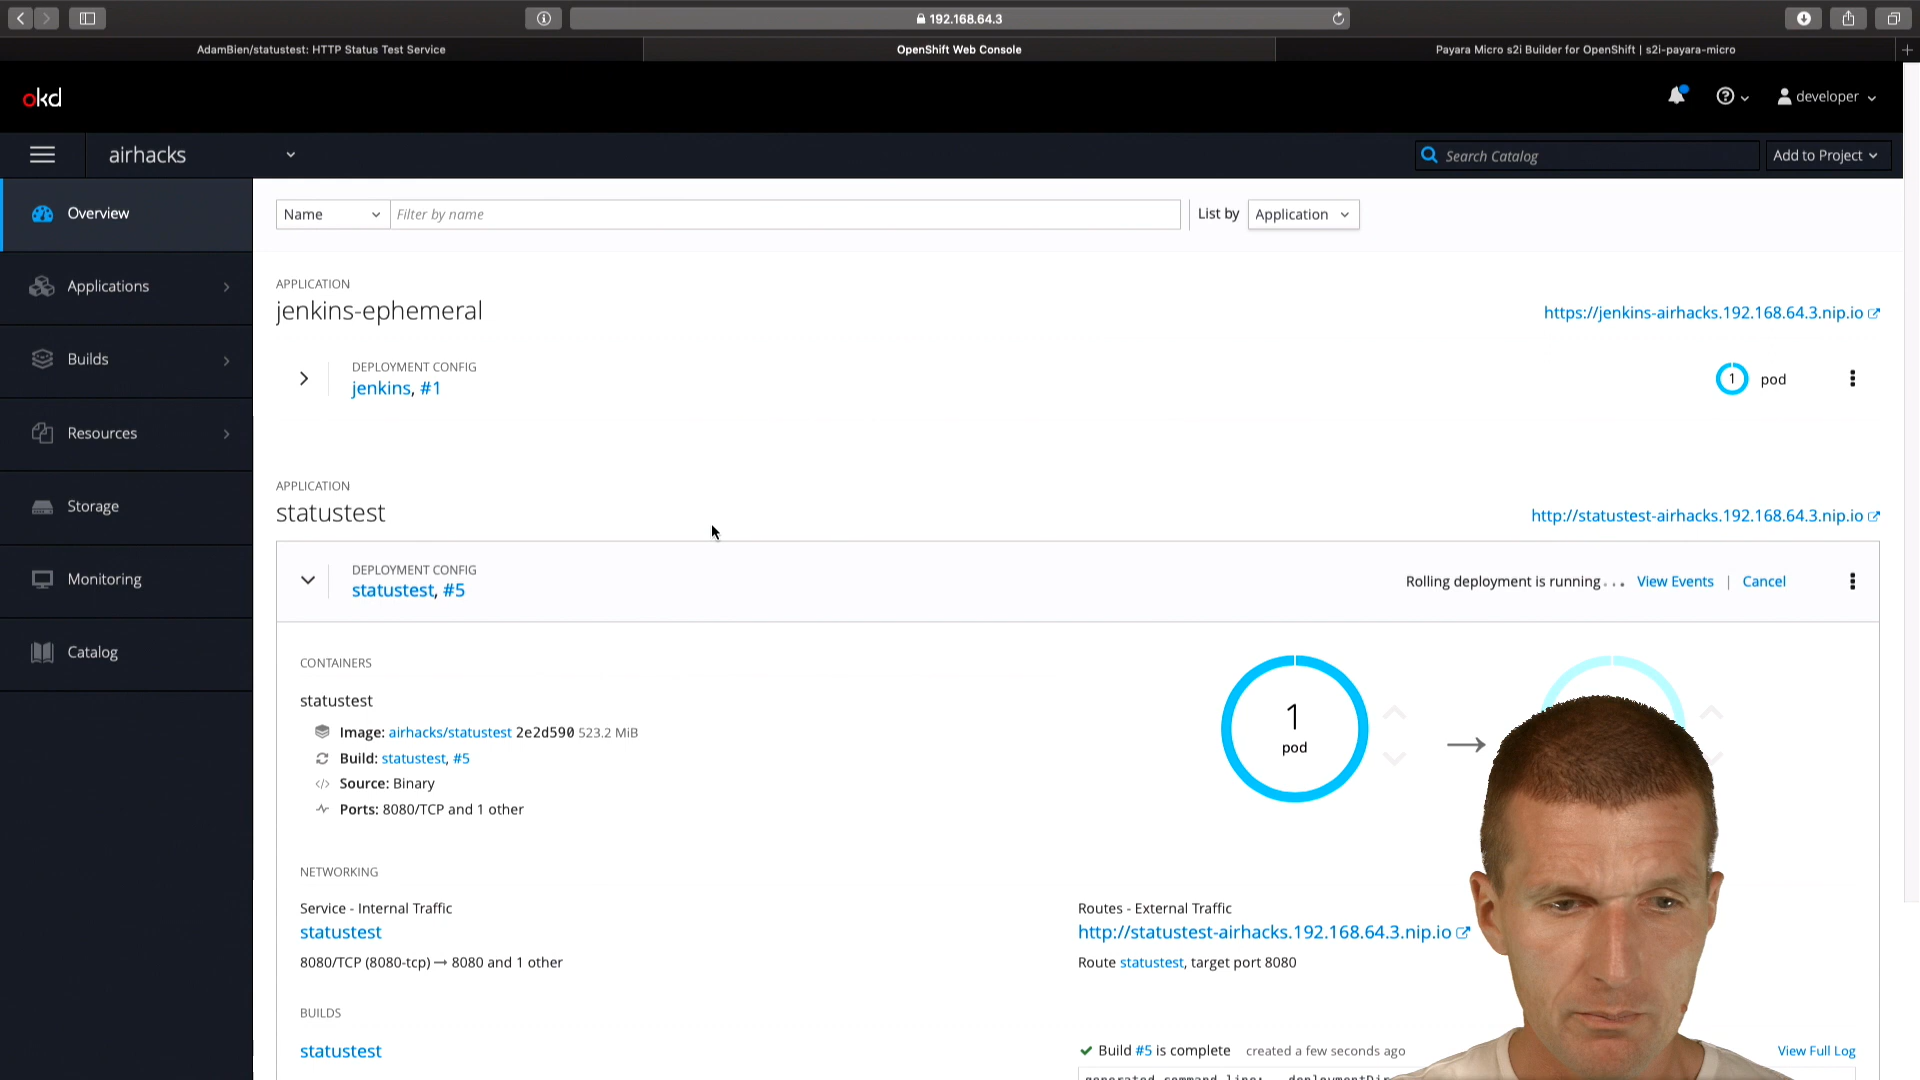 192.168.64.3
AdamBien/statustest: HTTP Status Test Service
OpenShift Web Console
Payara Micro s2i Builder for OpenShift | s2i-payara-micro
okd
developer
airhacks
Search Catalog
Add to Project
Overview
Applications
Builds
Resources
Storage
Monitoring
Catalog
Name
Filter by name
List by
Application
APPLICATION
jenkins-ephemeral
https://jenkins-airhacks.192.168.64.3.nip.io
DEPLOYMENT CONFIG
jenkins, #1
1 pod
APPLICATION
statustest
http://statustest-airhacks.192.168.64.3.nip.io
DEPLOYMENT CONFIG
statustest, #5
Rolling deployment is running... View Events | Cancel
CONTAINERS
statustest
Image: airhacks/statustest 2e2d590 523.2 MiB
Build: statustest, #5
Source: Binary
Ports: 8080/TCP and 1 other
1
pod
NETWORKING
Service - Internal Traffic
statustest
8080/TCP (8080-tcp) → 8080 and 1 other
Routes - External Traffic
http://statustest-airhacks.192.168.64.3.nip.io
Route statustest, target port 8080
BUILDS
statustest
Build #5 is complete created a few seconds ago
View Full Log